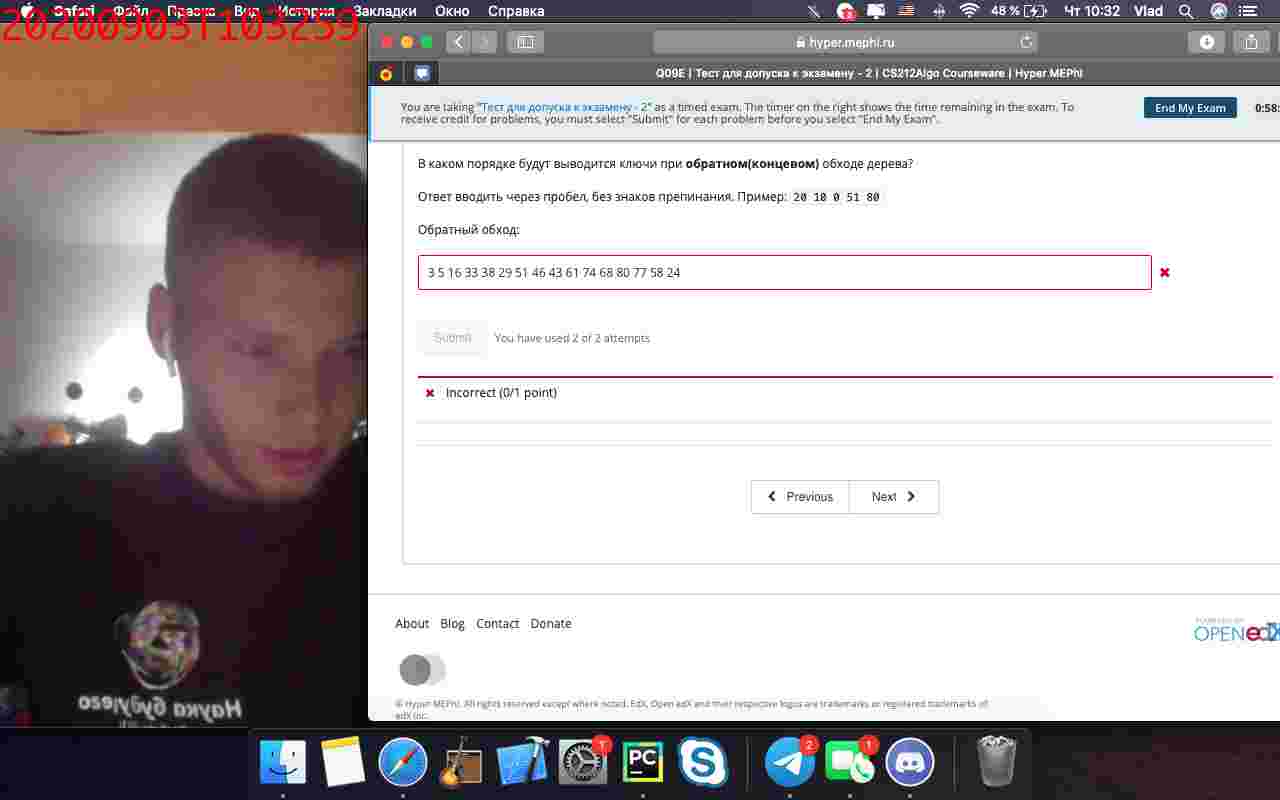 20200903T103259
Safari Файл Правка Вид История Закладки Окно Справка 48 % Чт 10:32 Vlad
hyper.mephi.ru
Q09E | Тест для допуска к экзамену - 2 | CS212Algo Courseware | Hyper MEPhI
You are taking "Тест для допуска к экзамену - 2" as a timed exam. The timer on the right shows the time remaining in the exam. To
receive credit for problems, you must select "Submit" for each problem before you select "End My Exam".
End My Exam
0:58:
В каком порядке будут выводится ключи при обратном(концевом) обходе дерева?
Ответ вводить через пробел, без знаков препинания. Пример: 20 10 0 51 80
Обратный обход:
3 5 16 33 38 29 51 46 43 61 74 68 80 77 58 24
Submit You have used 2 of 2 attempts
Incorrect (0/1 point)
Previous Next
About Blog Contact Donate
POWERED BY
OPEN edX
© Hyper MEPhI. All rights reserved except where noted. EdX, Open edX and their respective logos are trademarks or registered trademarks of
edX Inc.
Наука будущего
1
PC
2
1